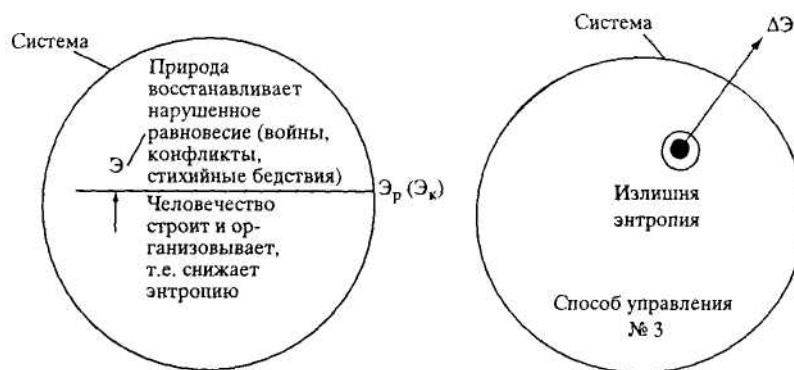 Система
Природа
восстанавливает
нарушенное
равновесие (войны,
Э
конфликты,
стихийные бедствия)
Эр (Эк)
Человечество
строит и ор-
ганизовывает,
т.е. снижает
энтропию
Система
ΔЭ
Излишня
энтропия
Способ управления
№ 3